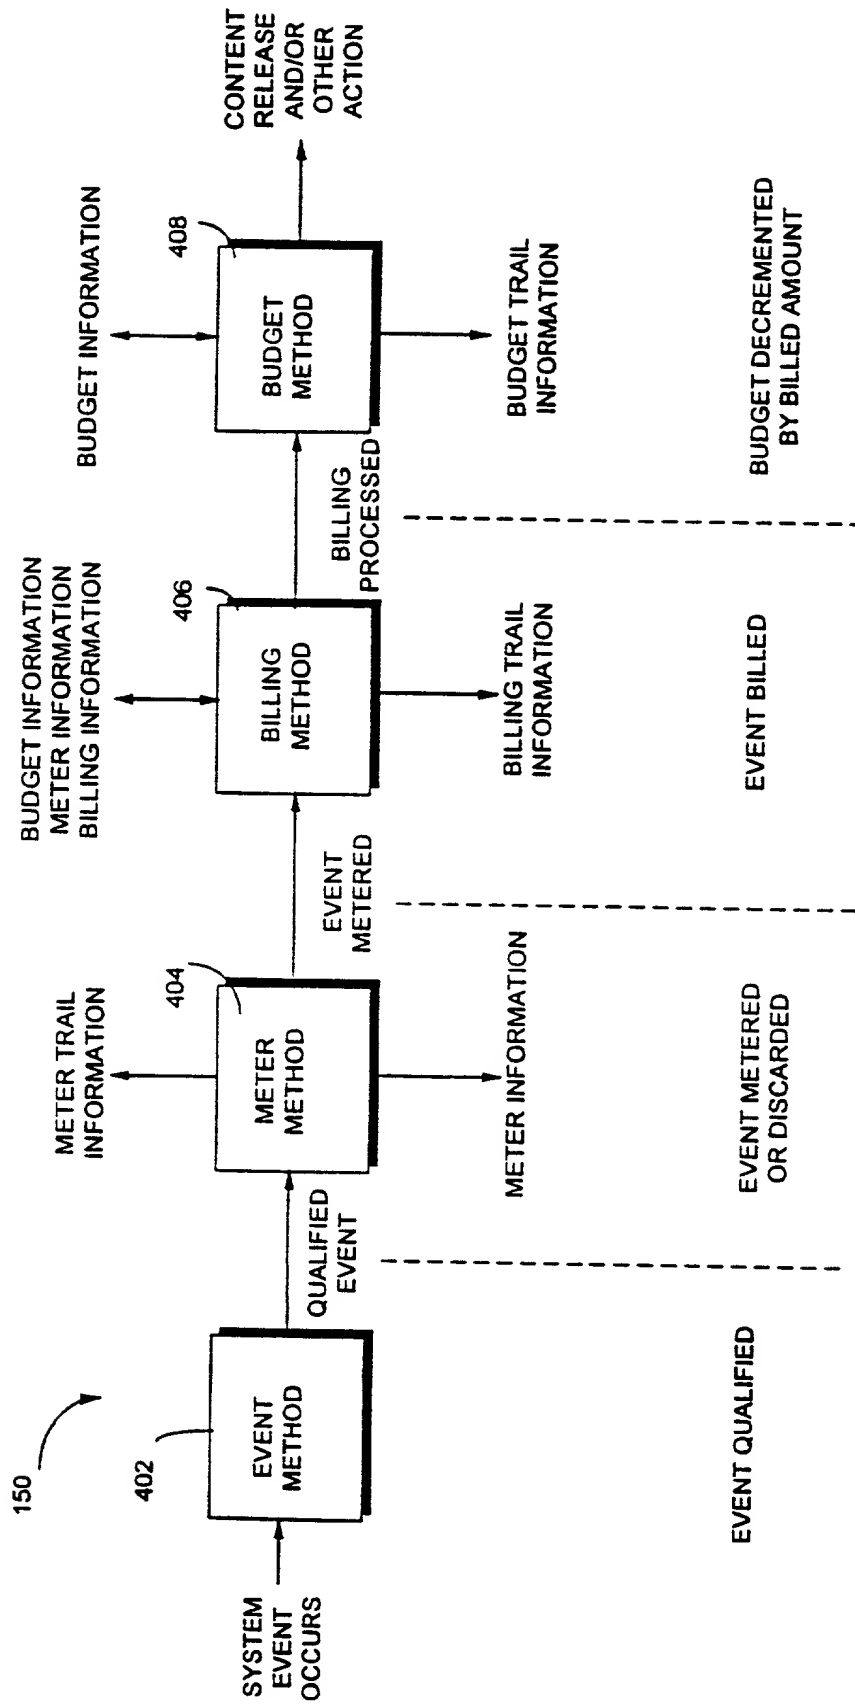 150
SYSTEM
EVENT
OCCURS
402
EVENT
METHOD
QUALIFIED
EVENT
EVENT QUALIFIED
METER TRAIL
INFORMATION
404
METER
METHOD
METER INFORMATION
EVENT
METERED
EVENT METERED
OR DISCARDED
BUDGET INFORMATION
METER INFORMATION
BILLING INFORMATION
406
BILLING
METHOD
BILLING TRAIL
INFORMATION
BILLING
PROCESSED
EVENT BILLED
BUDGET INFORMATION
408
BUDGET
METHOD
BUDGET TRAIL
INFORMATION
BUDGET DECREMENTED
BY BILLED AMOUNT
CONTENT
RELEASE
AND/OR
OTHER
ACTION